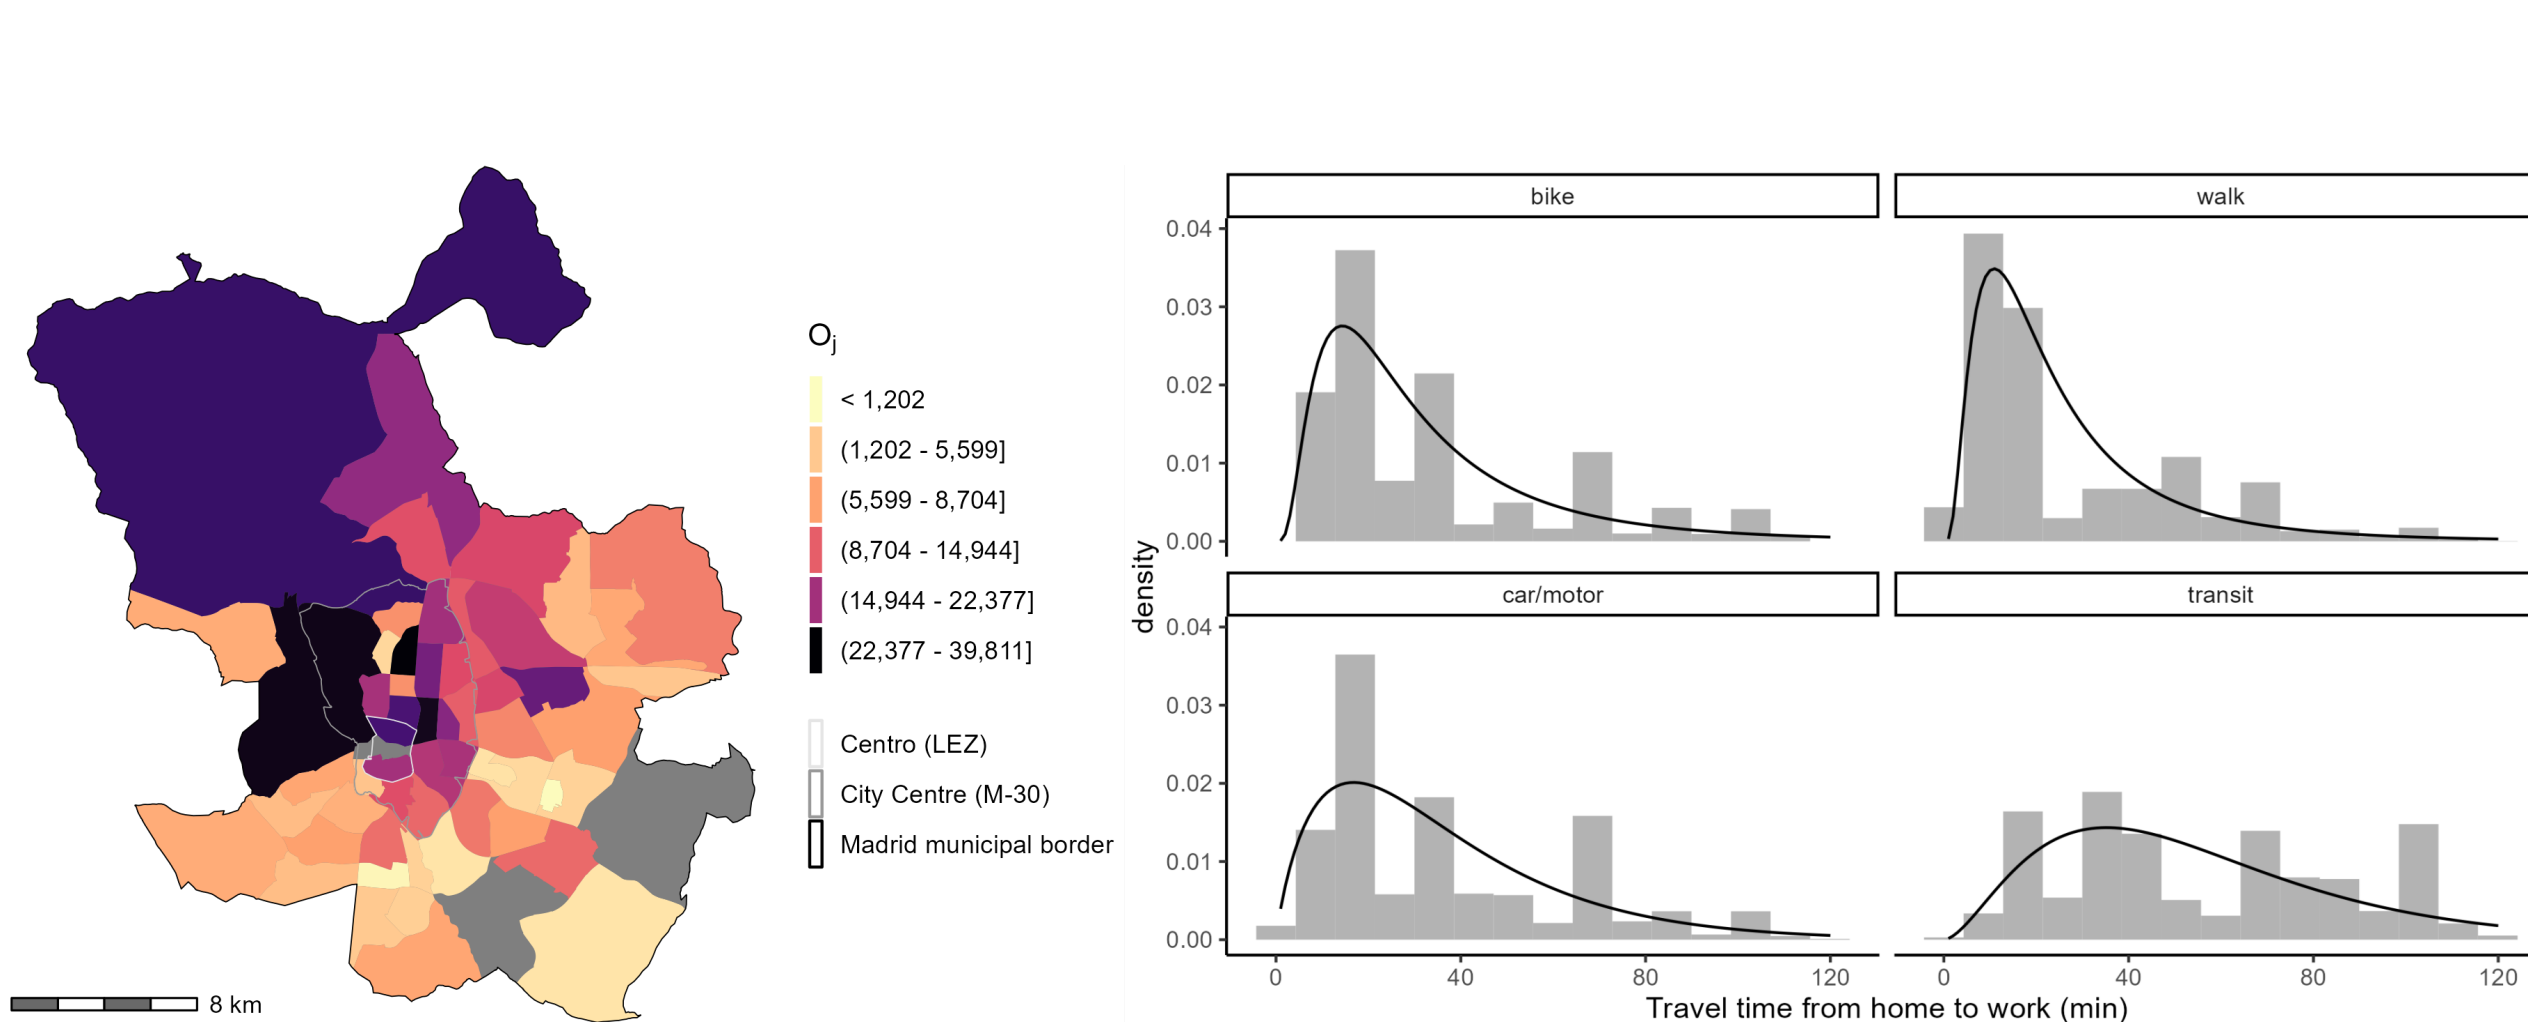 Oj
< 1,202
(1,202 - 5,599]
(5,599 - 8,704]
(8,704 - 14,944]
(14,944 - 22,377]
(22,377 - 39,811]
Centro (LEZ)
City Centre (M-30)
Madrid municipal border
8 km
bike
walk
0.04
0.03
0.02
0.01
0.00
car/motor
transit
0.04
0.03
0.02
0.01
0.00
density
0 40 80 120
0 40 80 120
Travel time from home to work (min)